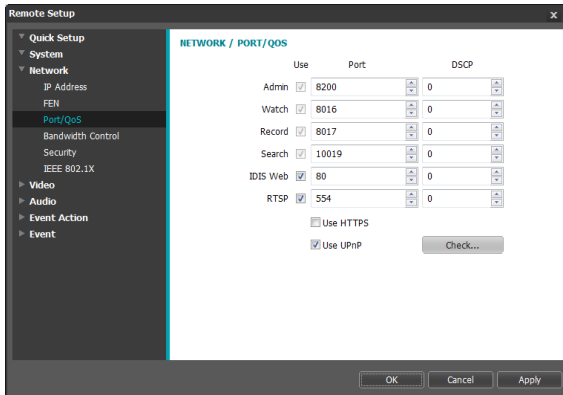 Remote Setup x
Quick Setup
System
Network
IP Address
FEN
Port/QoS
Bandwidth Control
Security
IEEE 802.1X
Video
Audio
Event Action
Event
NETWORK / PORT/QOS
Use Port DSCP
Admin 8200 0
Watch 8016 0
Record 8017 0
Search 10019 0
IDIS Web 80 0
RTSP 554 0
Use HTTPS
Use UPnP Check...
OK Cancel Apply